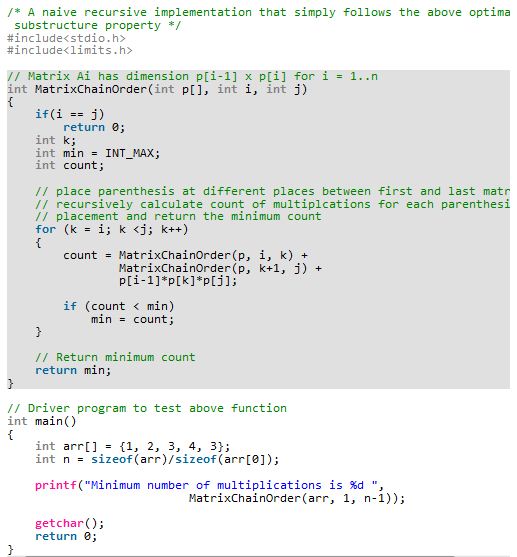 /* A naive recursive implementation that simply follows the above optima
 substructure property */
#include<stdio.h>
#include<limits.h>

// Matrix Ai has dimension p[i-1] x p[i] for i = 1..n
int MatrixChainOrder(int p[], int i, int j)
{
    if(i == j)
        return 0;
    int k;
    int min = INT_MAX;
    int count;

    // place parenthesis at different places between first and last matr
    // recursively calculate count of multiplcations for each parenthesi
    // placement and return the minimum count
    for (k = i; k <j; k++)
    {
        count = MatrixChainOrder(p, i, k) +
                MatrixChainOrder(p, k+1, j) +
                p[i-1]*p[k]*p[j];

        if (count < min)
            min = count;
    }

    // Return minimum count
    return min;
}

// Driver program to test above function
int main()
{
    int arr[] = {1, 2, 3, 4, 3};
    int n = sizeof(arr)/sizeof(arr[0]);

    printf("Minimum number of multiplications is %d ",
                          MatrixChainOrder(arr, 1, n-1));

    getchar();
    return 0;
}